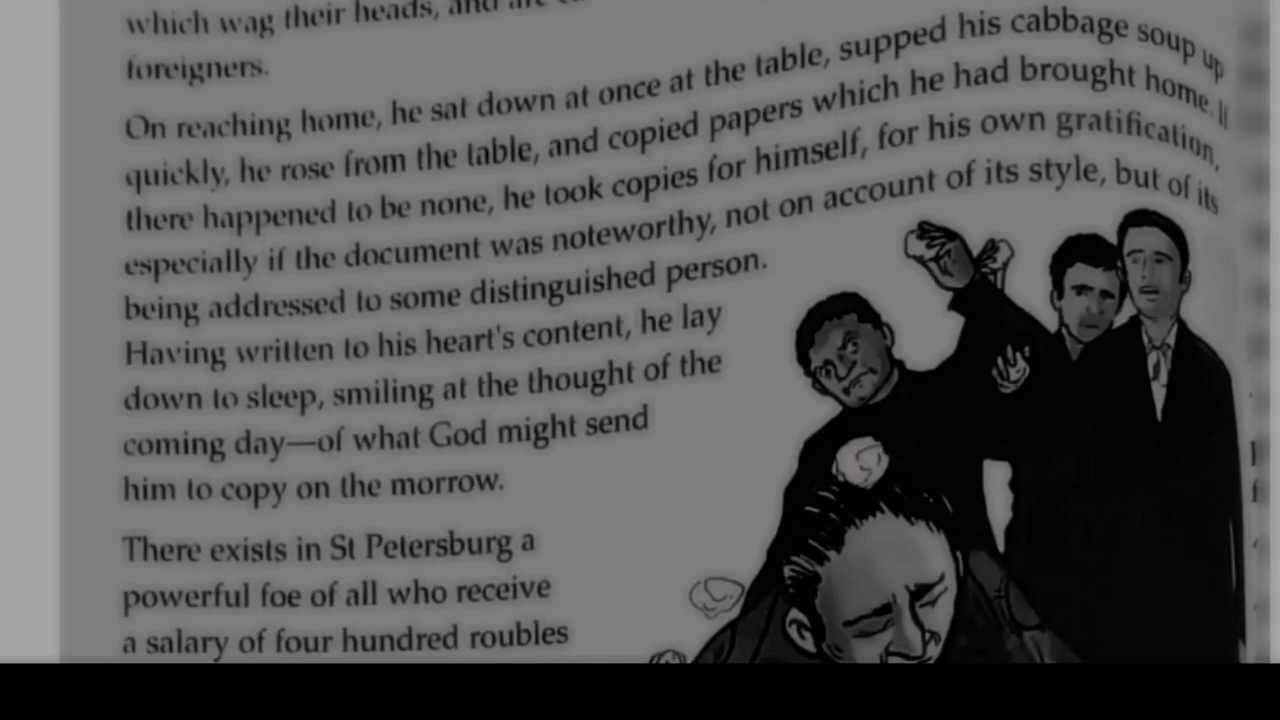 which wag their heads, and are
foreigners.
On reaching home, he sat down at once at the table, supped his cabbage soup up
quickly, he rose from the table, and copied papers which he had brought home. If
there happened to be none, he took copies for himself, for his own gratification,
especially if the document was noteworthy, not on account of its style, but of its
being addressed to some distinguished person.
Having written to his heart's content, he lay
down to sleep, smiling at the thought of the
coming day—of what God might send
him to copy on the morrow.
There exists in St Petersburg a
powerful foe of all who receive
a salary of four hundred roubles